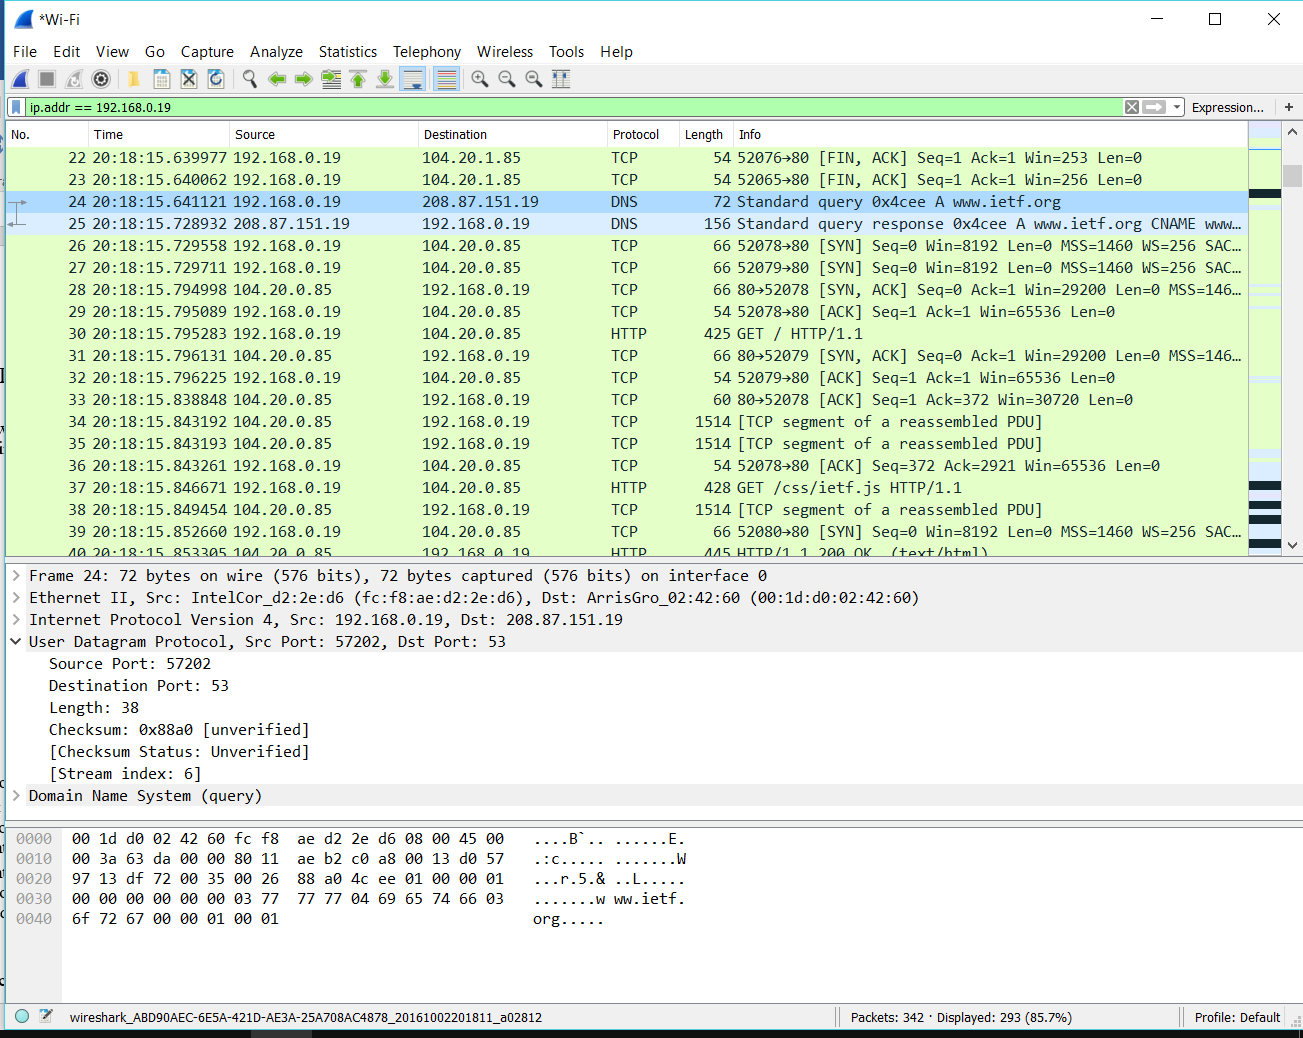 *Wi-Fi
File Edit View Go Capture Analyze Statistics Telephony Wireless Tools Help
ip.addr == 192.168.0.19 Expression... +
No. Time Source Destination Protocol Length Info
22 20:18:15.639977 192.168.0.19 104.20.1.85 TCP 54 52076→80 [FIN, ACK] Seq=1 Ack=1 Win=253 Len=0
23 20:18:15.640062 192.168.0.19 104.20.1.85 TCP 54 52065→80 [FIN, ACK] Seq=1 Ack=1 Win=256 Len=0
24 20:18:15.641121 192.168.0.19 208.87.151.19 DNS 72 Standard query 0x4cee A www.ietf.org
25 20:18:15.728932 208.87.151.19 192.168.0.19 DNS 156 Standard query response 0x4cee A www.ietf.org CNAME www…
26 20:18:15.729558 192.168.0.19 104.20.0.85 TCP 66 52078→80 [SYN] Seq=0 Win=8192 Len=0 MSS=1460 WS=256 SAC…
27 20:18:15.729711 192.168.0.19 104.20.0.85 TCP 66 52079→80 [SYN] Seq=0 Win=8192 Len=0 MSS=1460 WS=256 SAC…
28 20:18:15.794998 104.20.0.85 192.168.0.19 TCP 66 80→52078 [SYN, ACK] Seq=0 Ack=1 Win=29200 Len=0 MSS=146…
29 20:18:15.795089 192.168.0.19 104.20.0.85 TCP 54 52078→80 [ACK] Seq=1 Ack=1 Win=65536 Len=0
30 20:18:15.795283 192.168.0.19 104.20.0.85 HTTP 425 GET / HTTP/1.1
31 20:18:15.796131 104.20.0.85 192.168.0.19 TCP 66 80→52079 [SYN, ACK] Seq=0 Ack=1 Win=29200 Len=0 MSS=146…
32 20:18:15.796225 192.168.0.19 104.20.0.85 TCP 54 52079→80 [ACK] Seq=1 Ack=1 Win=65536 Len=0
33 20:18:15.838848 104.20.0.85 192.168.0.19 TCP 60 80→52078 [ACK] Seq=1 Ack=372 Win=30720 Len=0
34 20:18:15.843192 104.20.0.85 192.168.0.19 TCP 1514 [TCP segment of a reassembled PDU]
35 20:18:15.843193 104.20.0.85 192.168.0.19 TCP 1514 [TCP segment of a reassembled PDU]
36 20:18:15.843261 192.168.0.19 104.20.0.85 TCP 54 52078→80 [ACK] Seq=372 Ack=2921 Win=65536 Len=0
37 20:18:15.846671 192.168.0.19 104.20.0.85 HTTP 428 GET /css/ietf.js HTTP/1.1
38 20:18:15.849454 104.20.0.85 192.168.0.19 TCP 1514 [TCP segment of a reassembled PDU]
39 20:18:15.852660 192.168.0.19 104.20.0.85 TCP 66 52080→80 [SYN] Seq=0 Win=8192 Len=0 MSS=1460 WS=256 SAC…
40 20:18:15.853305 104.20.0.85 192.168.0.19 HTTP 445 HTTP/1.1 200 OK (text/html)
Frame 24: 72 bytes on wire (576 bits), 72 bytes captured (576 bits) on interface 0
Ethernet II, Src: IntelCor_d2:2e:d6 (fc:f8:ae:d2:2e:d6), Dst: ArrisGro_02:42:60 (00:1d:d0:02:42:60)
Internet Protocol Version 4, Src: 192.168.0.19, Dst: 208.87.151.19
User Datagram Protocol, Src Port: 57202, Dst Port: 53
Source Port: 57202
Destination Port: 53
Length: 38
Checksum: 0x88a0 [unverified]
[Checksum Status: Unverified]
[Stream index: 6]
Domain Name System (query)
0000 00 1d d0 02 42 60 fc f8 ae d2 2e d6 08 00 45 00 ....B`.. ......E.
0010 00 3a 63 da 00 00 80 11 ae b2 c0 a8 00 13 d0 57 .:c..... .......W
0020 97 13 df 72 00 35 00 26 88 a0 4c ee 01 00 00 01 ...r.5.& ..L.....
0030 00 00 00 00 00 00 03 77 77 77 04 69 65 74 66 03 .......w ww.ietf.
0040 6f 72 67 00 00 01 00 01 org.....
wireshark_ABD90AEC-6E5A-421D-AE3A-25A708AC4878_20161002201811_a02812 Packets: 342 · Displayed: 293 (85.7%) Profile: Default